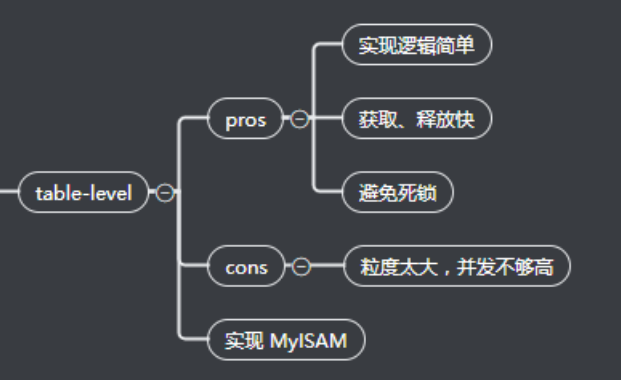 table-level
pros
实现逻辑简单
获取、释放快
避免死锁
cons
粒度太大，并发不够高
实现 MyISAM